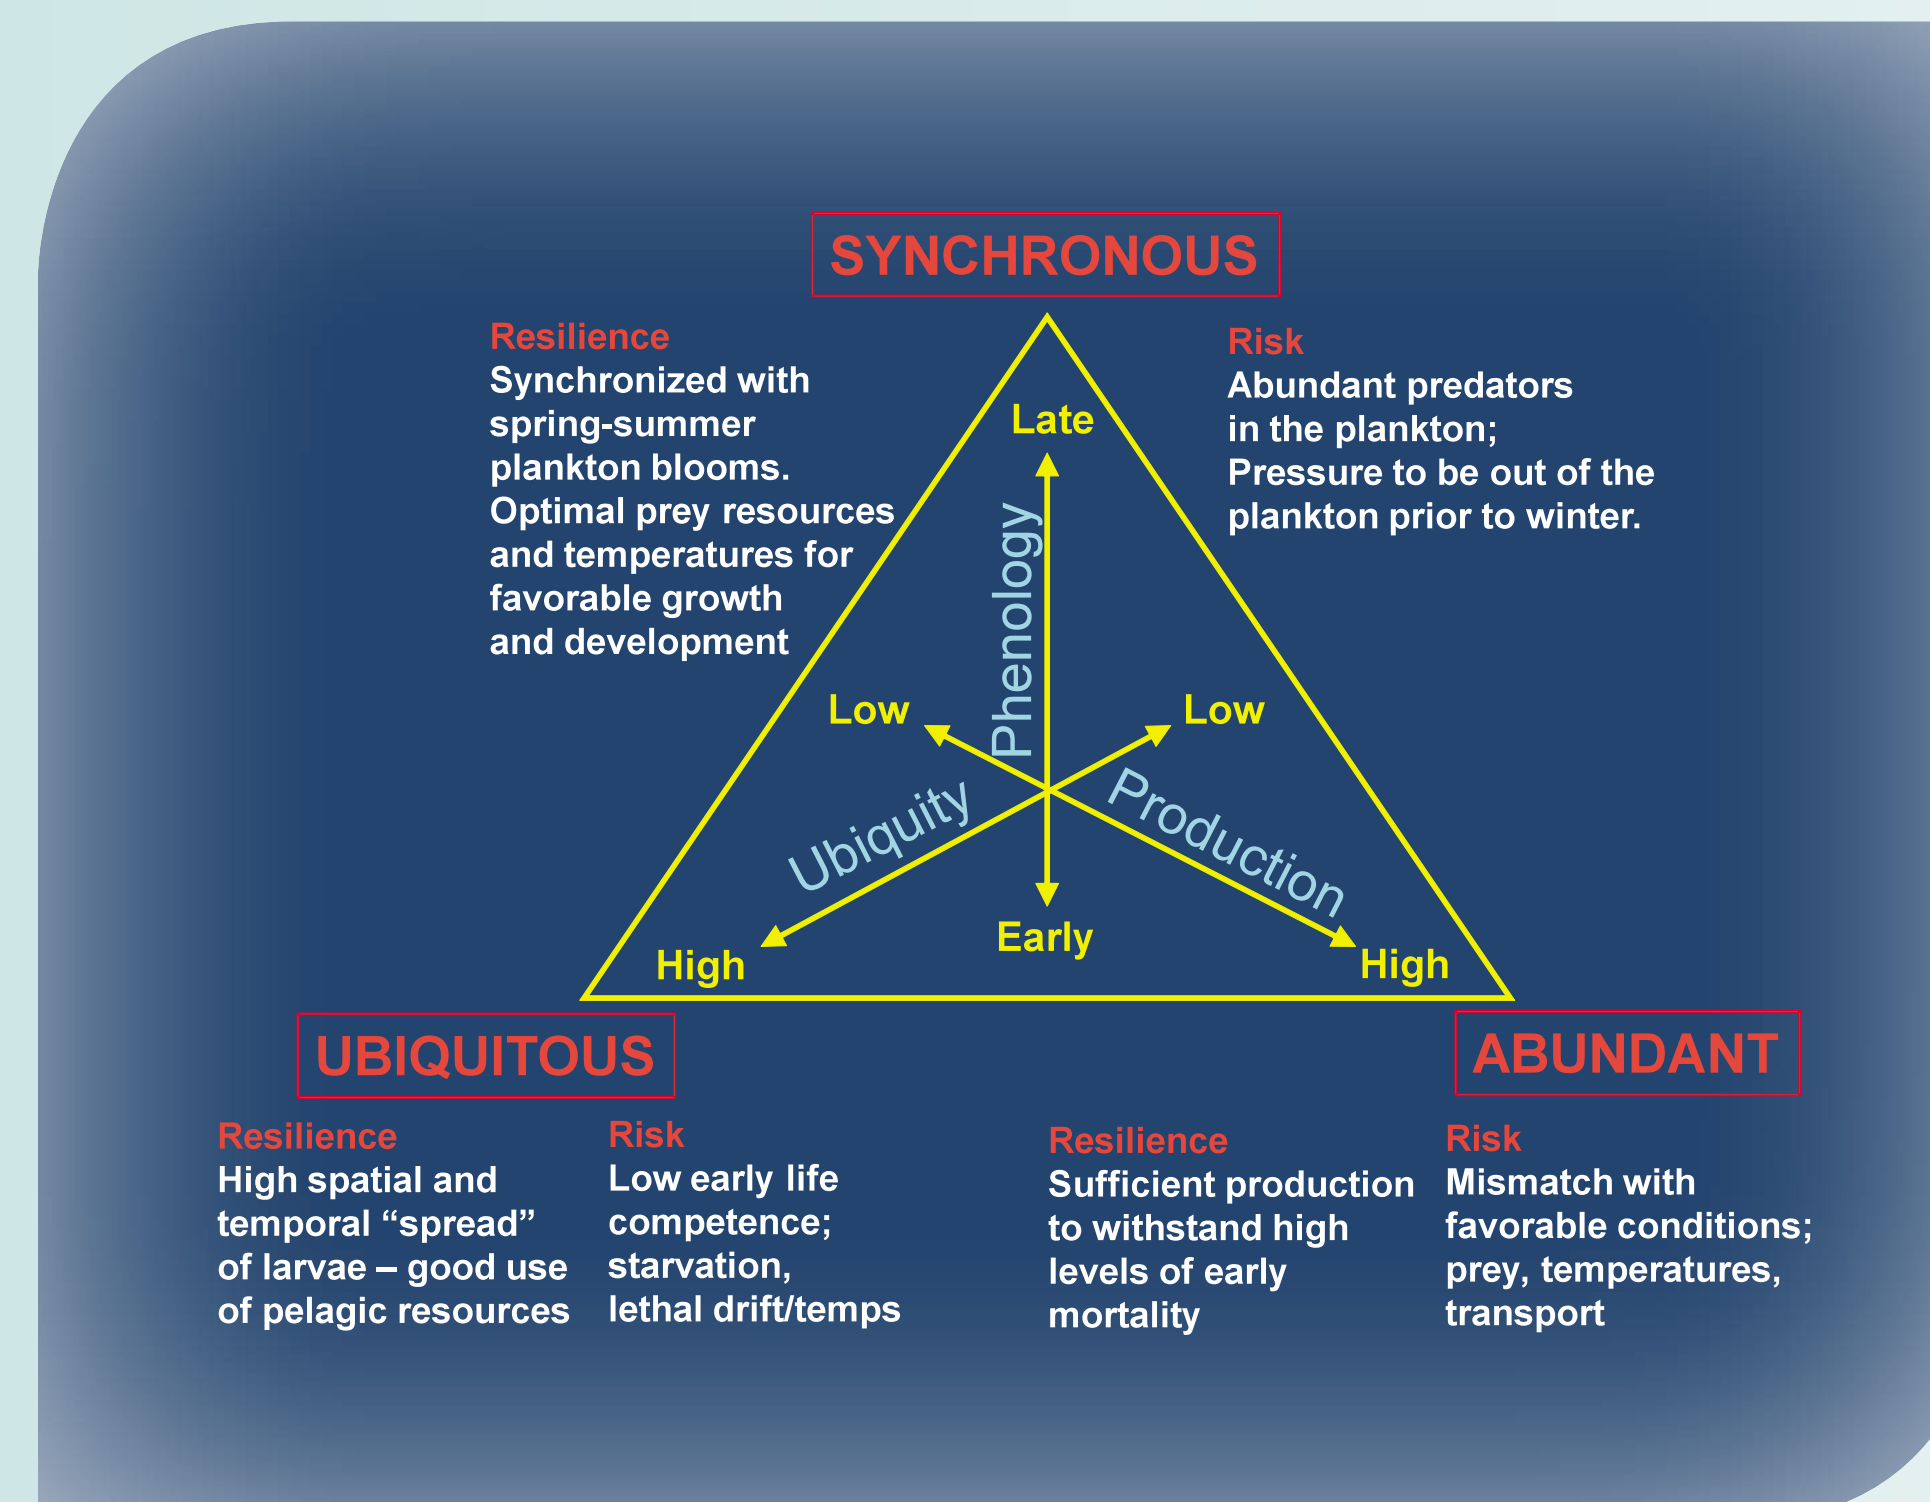 SYNCHRONOUS
Resilience
Synchronized with
spring-summer
plankton blooms.
Optimal prey resources
and temperatures for
favorable growth
and development
Risk
Abundant predators
in the plankton;
Pressure to be out of the
plankton prior to winter.
Late
Phenology
Low
Low
Ubiquity
Production
High
Early
High
UBIQUITOUS
Resilience
High spatial and
temporal “spread”
of larvae – good use
of pelagic resources
Risk
Low early life
competence;
starvation,
lethal drift/temps
ABUNDANT
Resilience
Sufficient production
to withstand high
levels of early
mortality
Risk
Mismatch with
favorable conditions;
prey, temperatures,
transport